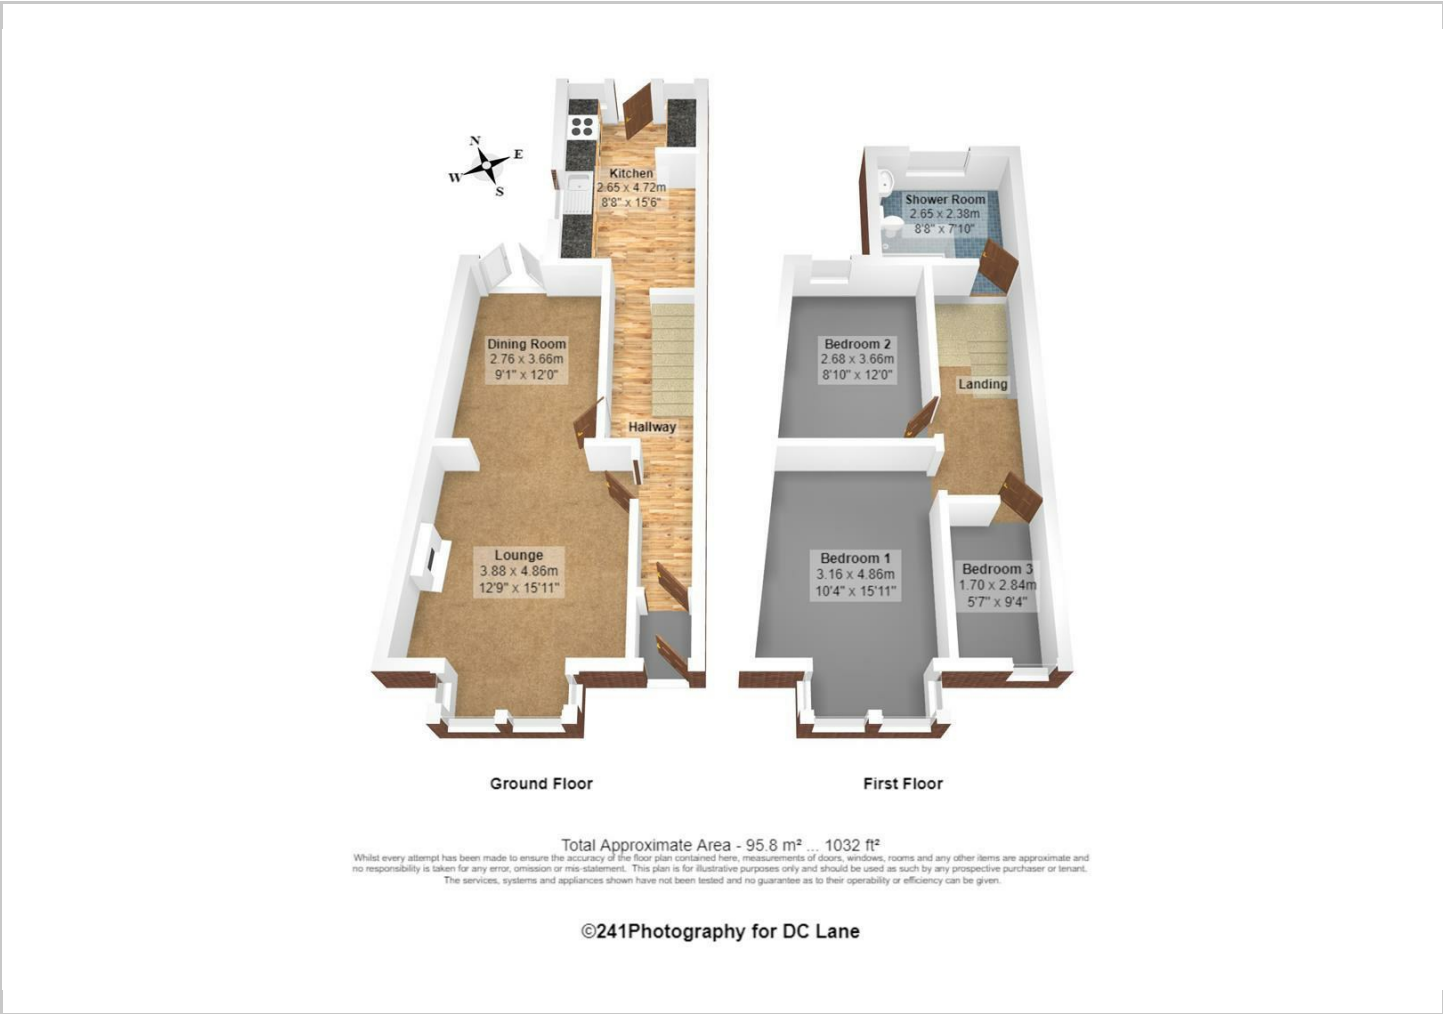 N
E
W
S
Kitchen
2.65 x 4.72m
8'8" x 15'6"
Dining Room
2.76 x 3.66m
9'1" x 12'0"
Hallway
Lounge
3.88 x 4.86m
12'9" x 15'11"
Shower Room
2.65 x 2.38m
8'8" x 7'10"
Bedroom 2
2.68 x 3.66m
8'10" x 12'0"
Landing
Bedroom 1
3.16 x 4.86m
10'4" x 15'11"
Bedroom 3
1.70 x 2.84m
5'7" x 9'4"
Ground Floor
First Floor
Total Approximate Area - 95.8 m² ... 1032 ft²
Whilst every attempt has been made to ensure the accuracy of the floor plan contained here, measurements of doors, windows, rooms and any other items are approximate and
no responsibility is taken for any error, omission or mis-statement. This plan is for illustrative purposes only and should be used as such by any prospective purchaser or tenant.
The services, systems and appliances shown have not been tested and no guarantee as to their operability or efficiency can be given.
©241Photography for DC Lane